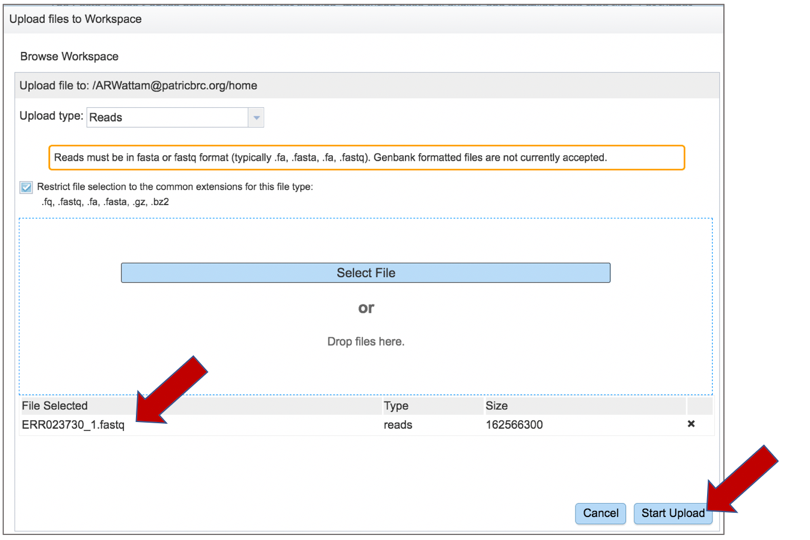 Upload files to Workspace
Browse Workspace
Upload file to: /ARWattam@patricbrc.org/home
Upload type: Reads
Reads must be in fasta or fastq format (typically .fa, .fasta, .fa, .fastq). Genbank formatted files are not currently accepted.
Restrict file selection to the common extensions for this file type:
.fq, .fastq, .fa, .fasta, .gz, .bz2
Select File
or
Drop files here.
File Selected Type Size
ERR023730_1.fastq reads 162566300
Cancel Start Upload